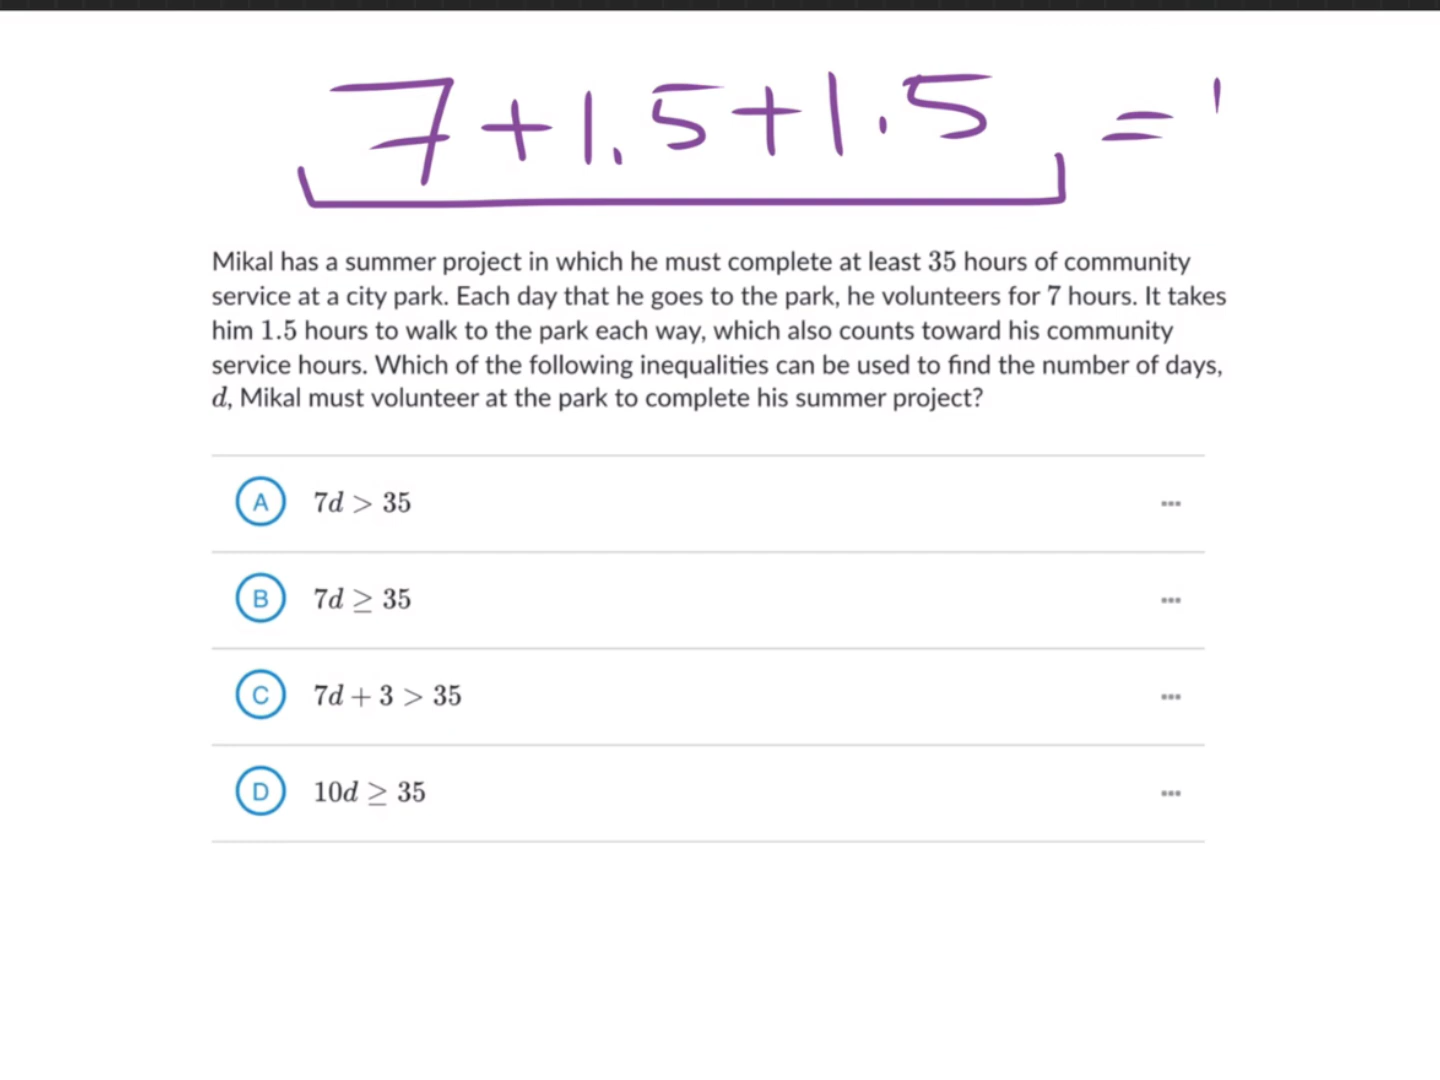 7+1.5+1.5 =
Mikal has a summer project in which he must complete at least 35 hours of community
service at a city park. Each day that he goes to the park, he volunteers for 7 hours. It takes
him 1.5 hours to walk to the park each way, which also counts toward his community
service hours. Which of the following inequalities can be used to find the number of days,
d, Mikal must volunteer at the park to complete his summer project?
A 7d > 35
B 7d ≥ 35
C 7d + 3 > 35
D 10d ≥ 35